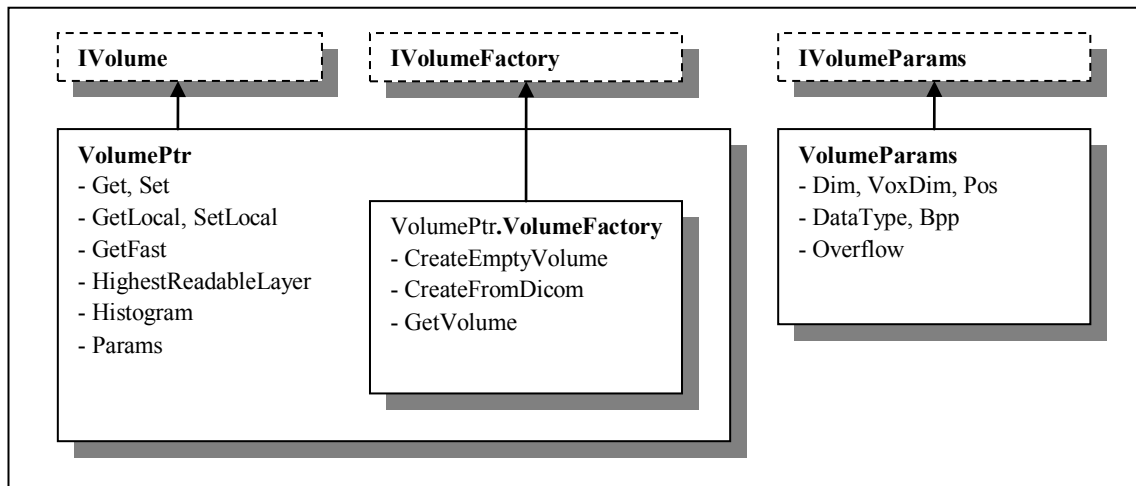 IVolume
IVolumeFactory
IVolumeParams
VolumePtr
- Get, Set
- GetLocal, SetLocal
- GetFast
- HighestReadableLayer
- Histogram
- Params
VolumePtr.VolumeFactory
- CreateEmptyVolume
- CreateFromDicom
- GetVolume
VolumeParams
- Dim, VoxDim, Pos
- DataType, Bpp
- Overflow